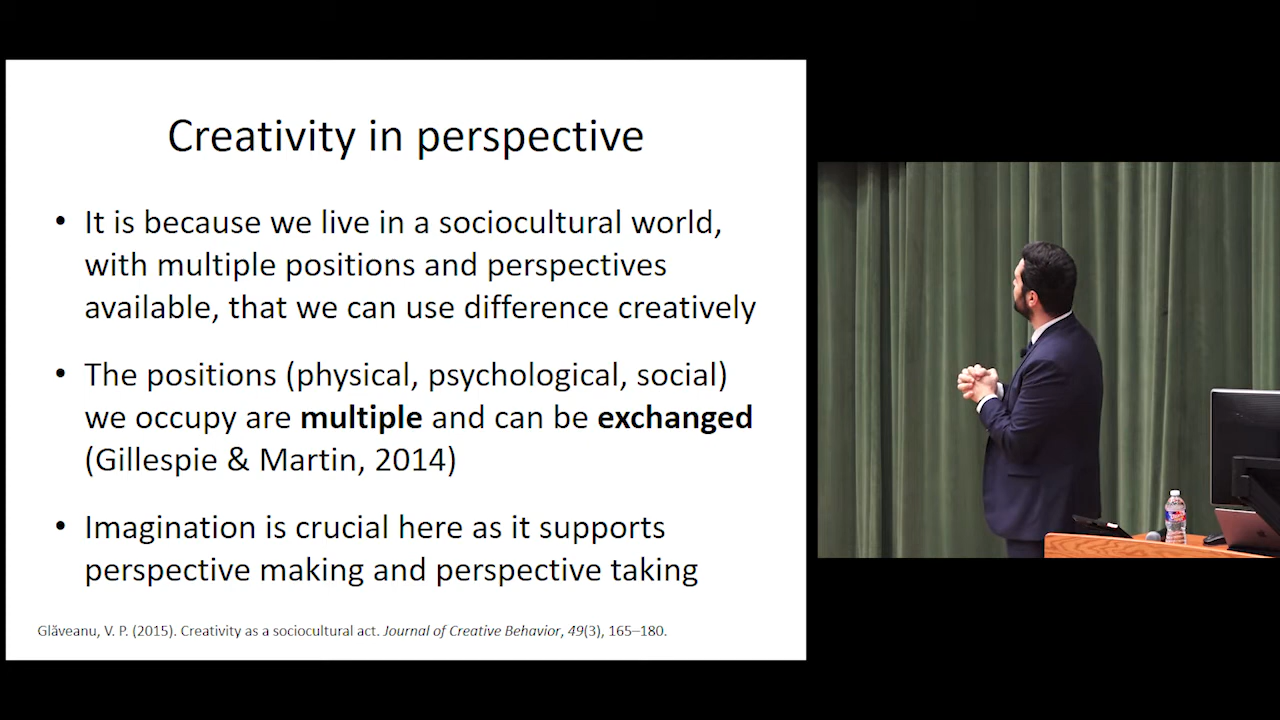 Creativity in perspective
• It is because we live in a sociocultural world,
with multiple positions and perspectives
available, that we can use difference creatively
• The positions (physical, psychological, social)
we occupy are multiple and can be exchanged
(Gillespie & Martin, 2014)
• Imagination is crucial here as it supports
perspective making and perspective taking
Glăveanu, V. P. (2015). Creativity as a sociocultural act. Journal of Creative Behavior, 49(3), 165–180.